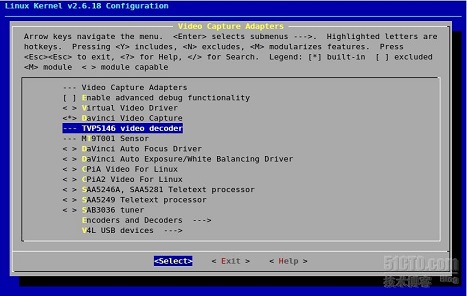 Linux Kernel v2.6.18 Configuration
Video Capture Adapters
Arrow keys navigate the menu. <Enter> selects submenus --->. Highlighted letters are
hotkeys. Pressing <Y> includes, <N> excludes, <M> modularizes features. Press
<Esc><Esc> to exit, <?> for Help, </> for Search. Legend: [*] built-in [ ] excluded
<M> module < > module capable
--- Video Capture Adapters
[ ] Enable advanced debug functionality
< > Virtual Video Driver
<*> Davinci Video Capture
--- TVP5146 video decoder
--- MT9T001 Sensor
< > DaVinci Auto Focus Driver
< > DaVinci Auto Exposure/White Balancing Driver
< > CPiA Video For Linux
< > CPiA2 Video For Linux
< > SAA5246A, SAA5281 Teletext processor
< > SAA5249 Teletext processor
< > SAB3036 tuner
Encoders and Decoders --->
V4L USB devices --->
<Select> < Exit > < Help >
51CTO.com
技术博客 Blog